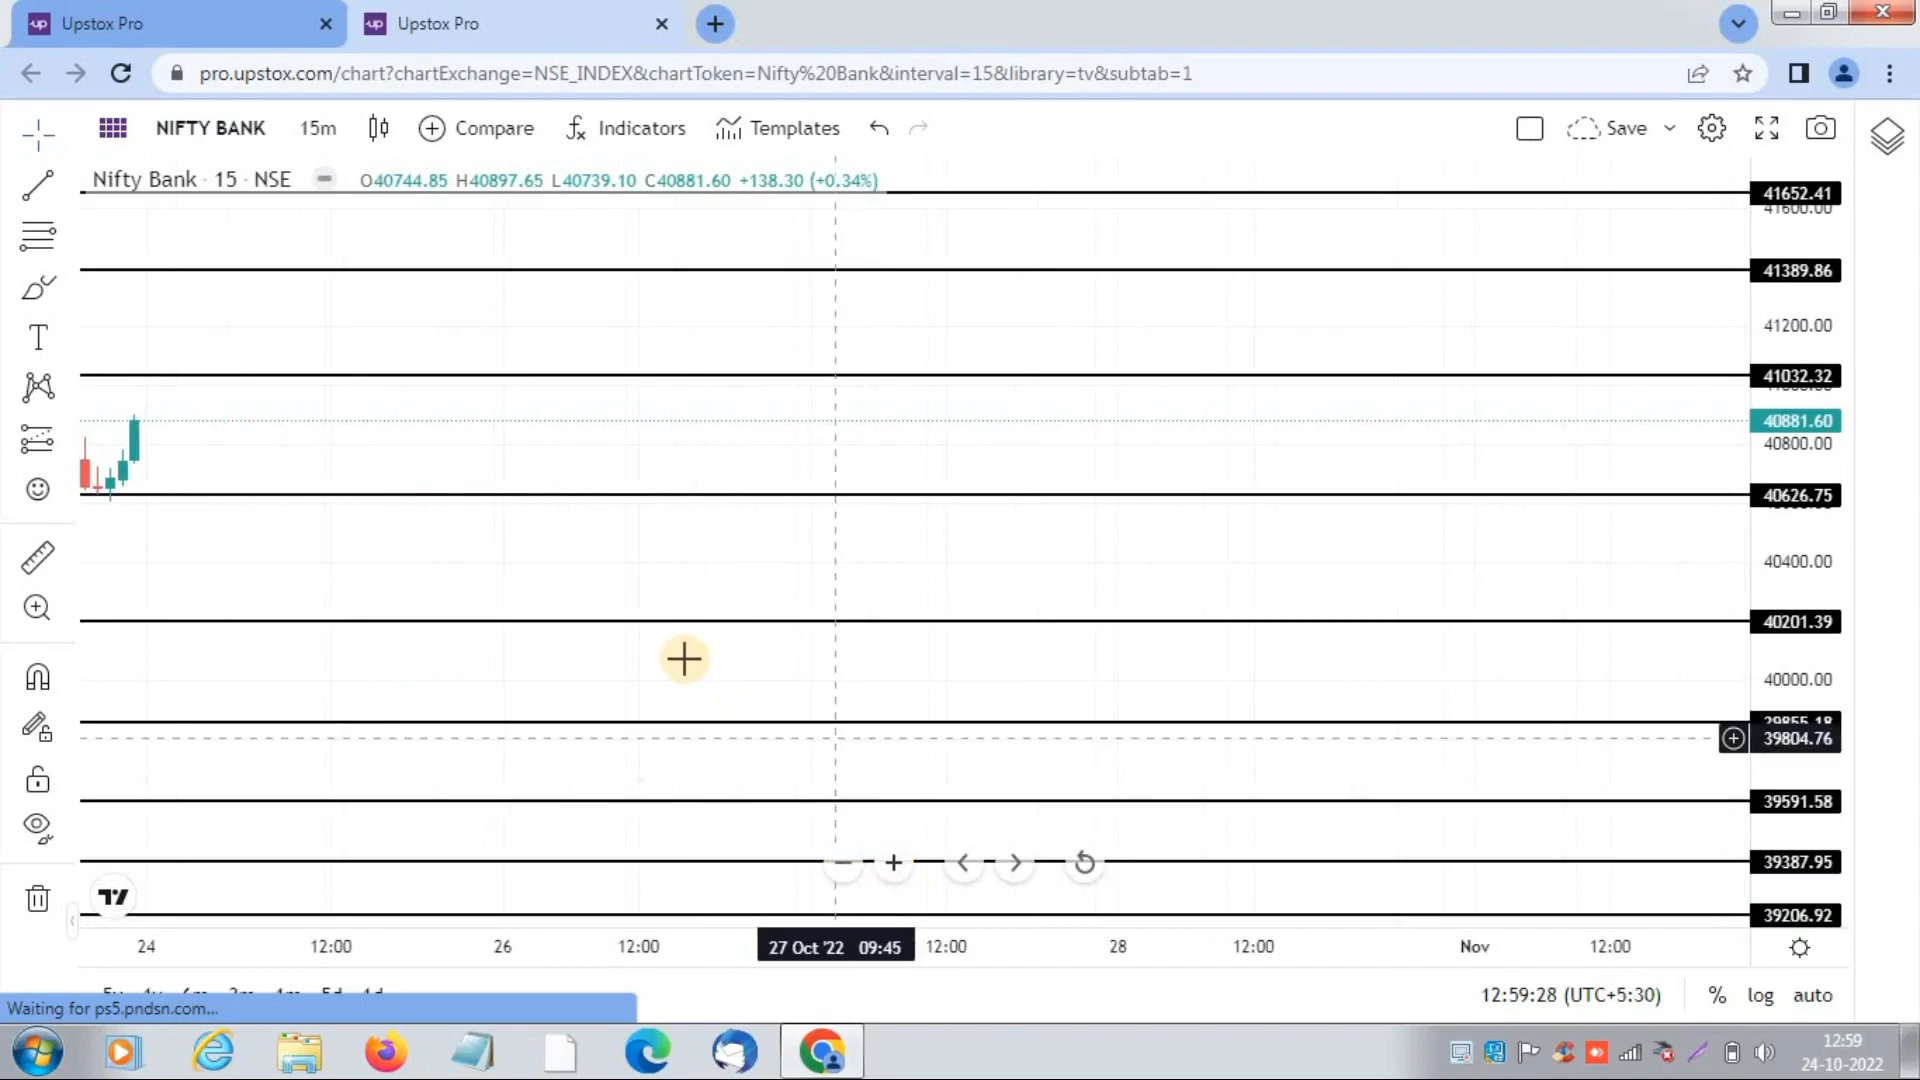 Upstox Pro
Upstox Pro
pro.upstox.com/chart?chartExchange=NSE_INDEX&chartToken=Nifty%20Bank&interval=15&library=tv&subtab=1
NIFTY BANK 15m Compare Indicators Templates Save
Nifty Bank · 15 · NSE O40744.85 H40897.65 L40739.10 C40881.60 +138.30 (+0.34%)
41652.41
41600.00
41389.86
41200.00
41032.32
40881.60
40800.00
40626.75
40400.00
40201.39
40000.00
39855.18
39804.76
39591.58
39387.95
39206.92
24 12:00 26 12:00 27 Oct '22 09:45 12:00 28 12:00 Nov 12:00
12:59:28 (UTC+5:30) % log auto
Waiting for ps5.pndsn.com...
12:59
24-10-2022